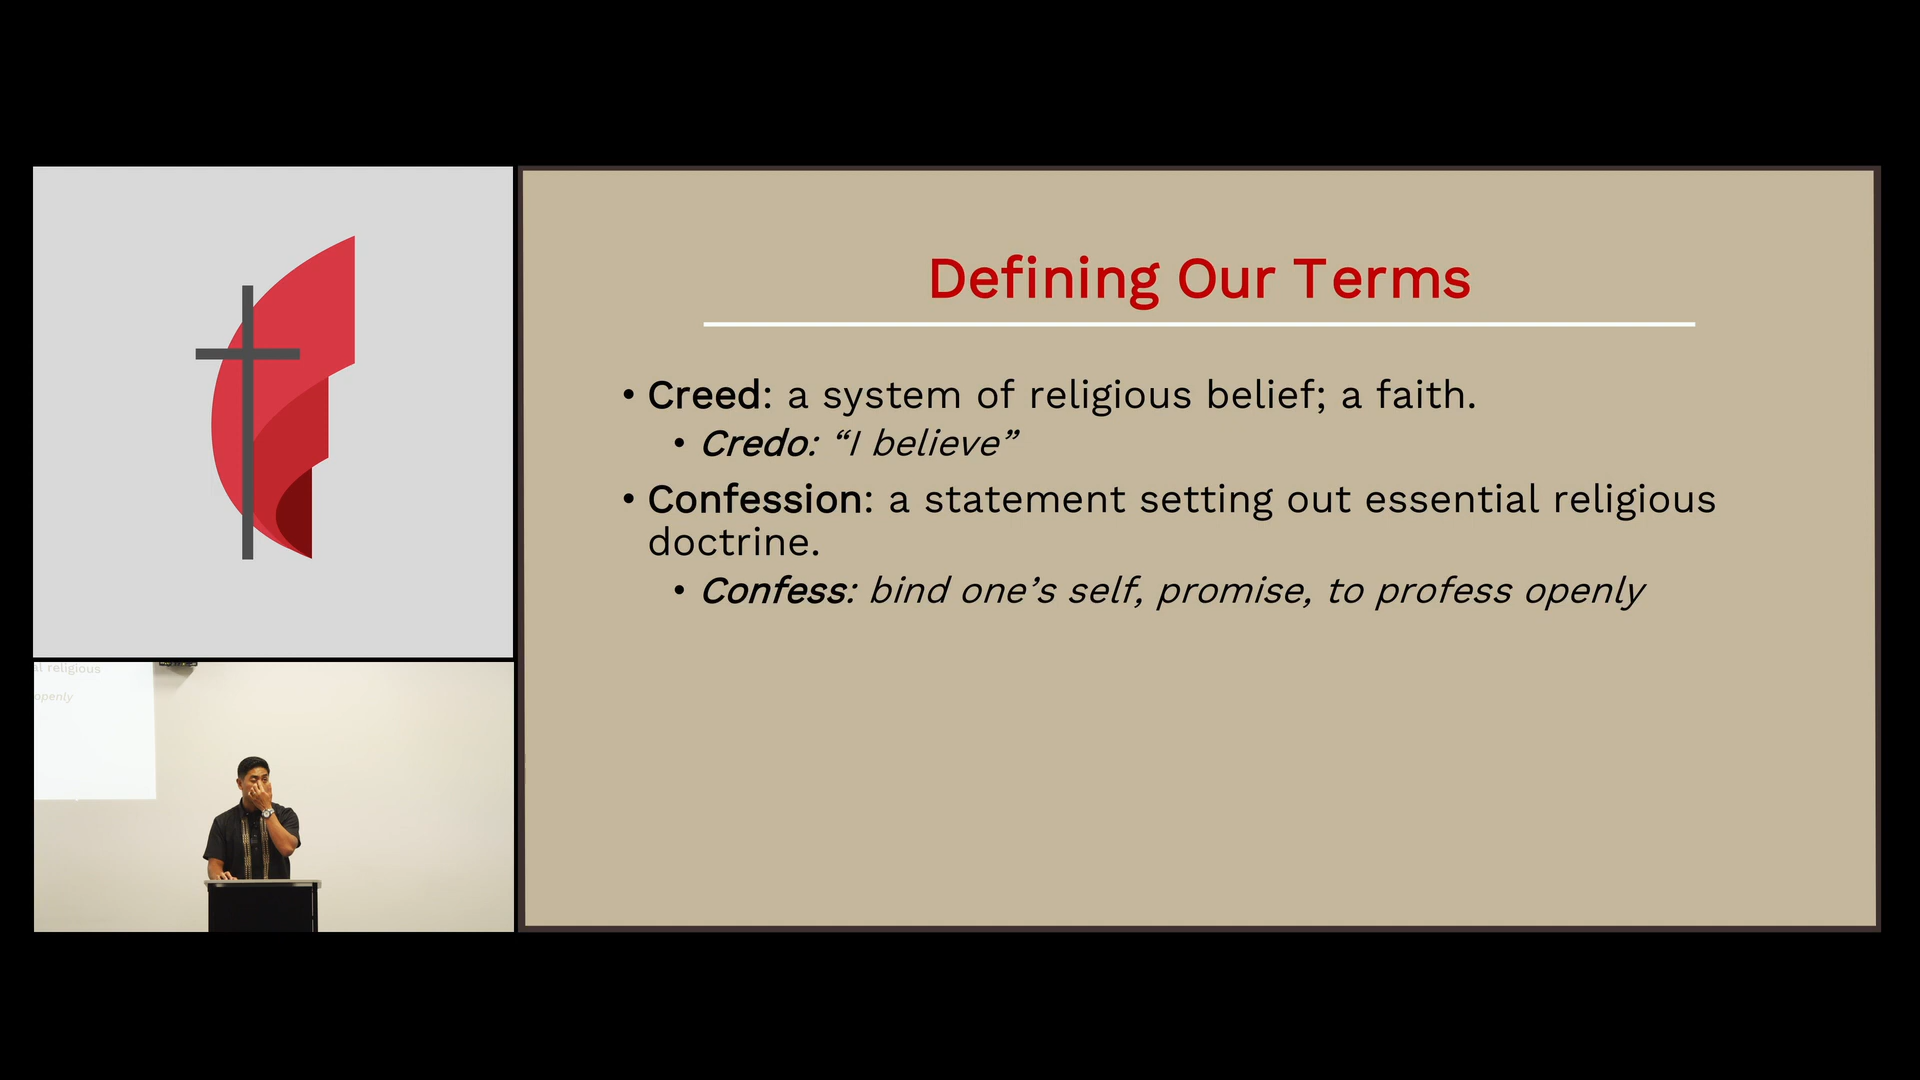 Defining Our Terms
• Creed: a system of religious belief; a faith.
• Credo: “I believe”
• Confession: a statement setting out essential religious
doctrine.
• Confess: bind one’s self, promise, to profess openly
al religious
openly